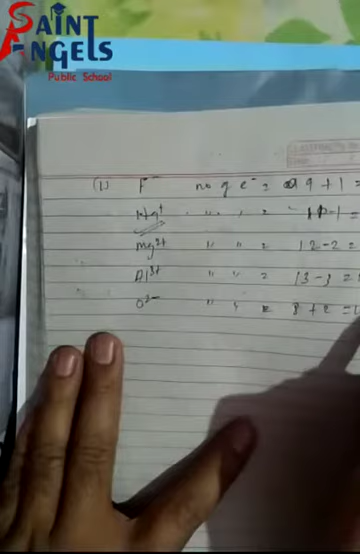 SAINT
ANGELS
Public School
(1) F⁻ no of e⁻ = 9 + 1 =
Na⁺ " " = 11 - 1 =
Mg²⁺ " " = 12 - 2 =
Al³⁺ " " = 13 - 3 =
O²⁻ " " = 8 + 2 =